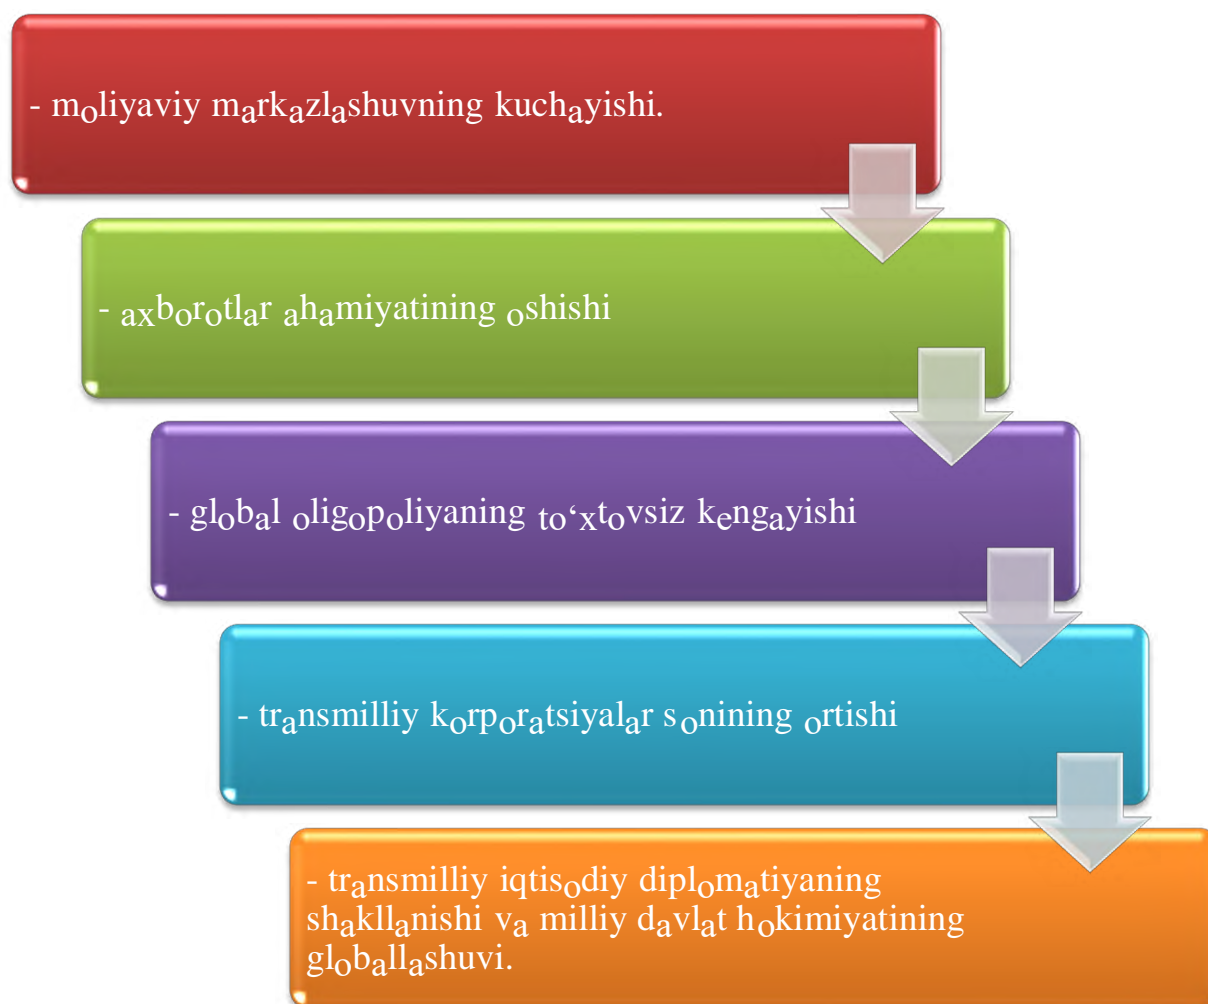 - moliyaviy markazlashuvning kuchayishi.
- axborotlar ahamiyatining oshishi
- global oligopoliyaning to‘xtovsiz kengayishi
- transmilliy korporatsiyalar sonining ortishi
- transmilliy iqtisodiy diplomatiyaning
shakllanishi va milliy davlat hokimiyatining
globallashuvi.